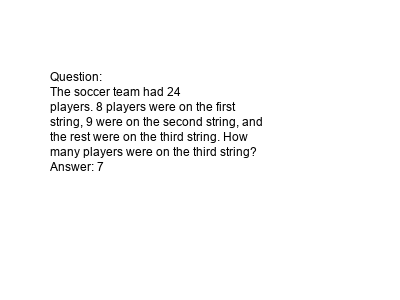 Question:
The soccer team had 24
players. 8 players were on the first
string, 9 were on the second string, and
the rest were on the third string. How
many players were on the third string?
Answer: 7